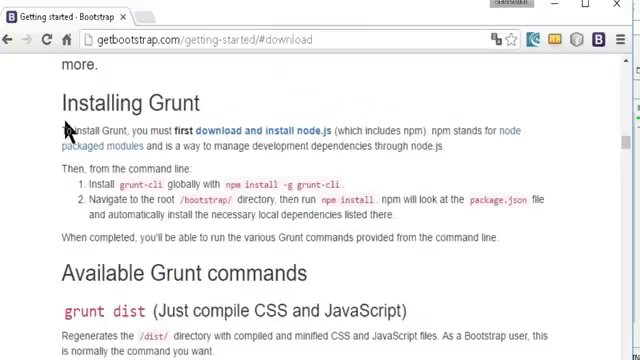 Getting started · Bootstrap
getbootstrap.com/getting-started/#download
more.
Installing Grunt
To install Grunt, you must first download and install node.js (which includes npm). npm stands for node
packaged modules and is a way to manage development dependencies through node.js.
Then, from the command line:
1. Install grunt-cli globally with npm install -g grunt-cli.
2. Navigate to the root /bootstrap/ directory, then run npm install. npm will look at the package.json file
and automatically install the necessary local dependencies listed there.
When completed, you'll be able to run the various Grunt commands provided from the command line.
Available Grunt commands
grunt dist (Just compile CSS and JavaScript)
Regenerates the /dist/ directory with compiled and minified CSS and JavaScript files. As a Bootstrap user, this
is normally the command you want.